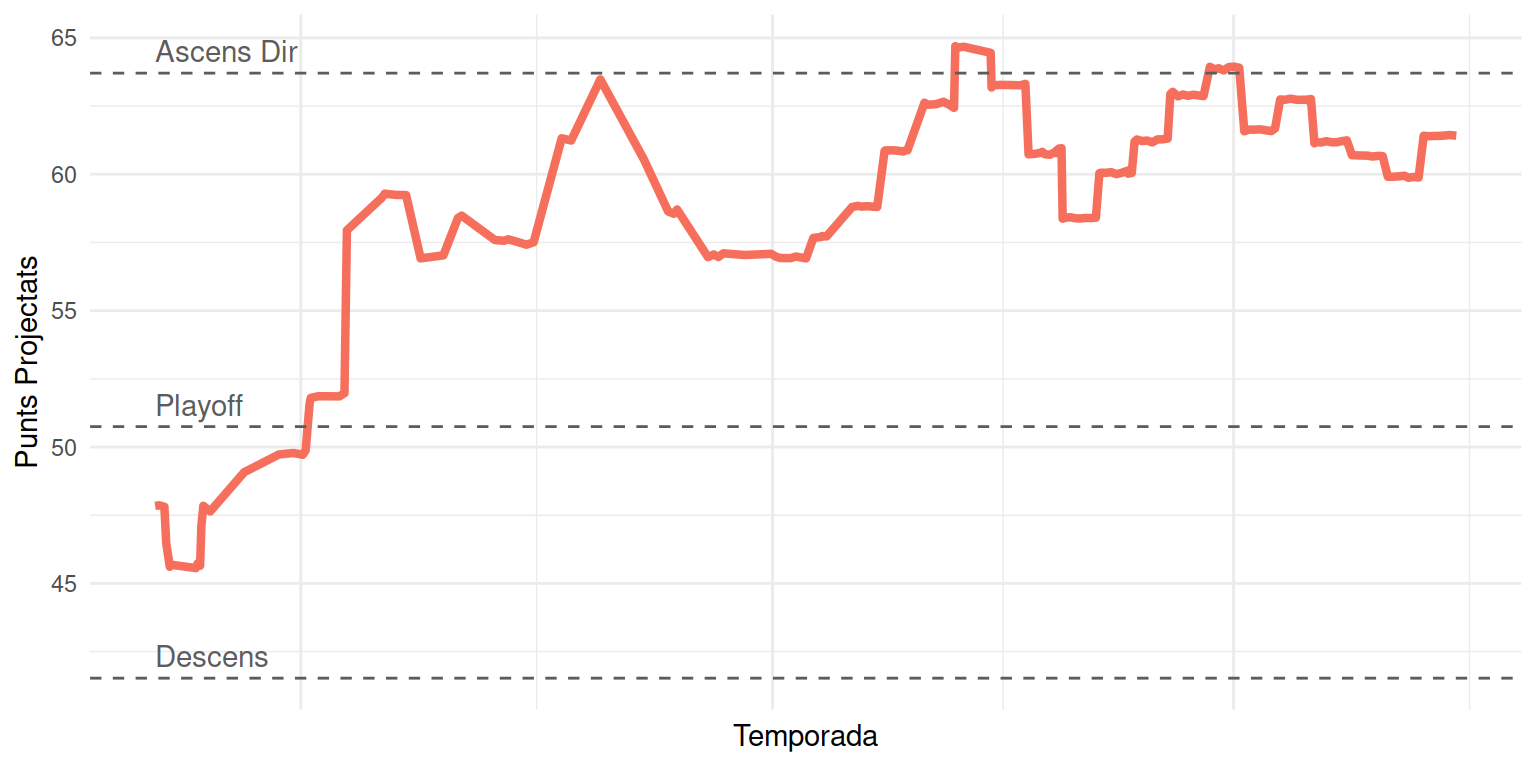 65
Ascens Dir
60
55
Punts Projectats
Playoff
50
45
Descens
Temporada